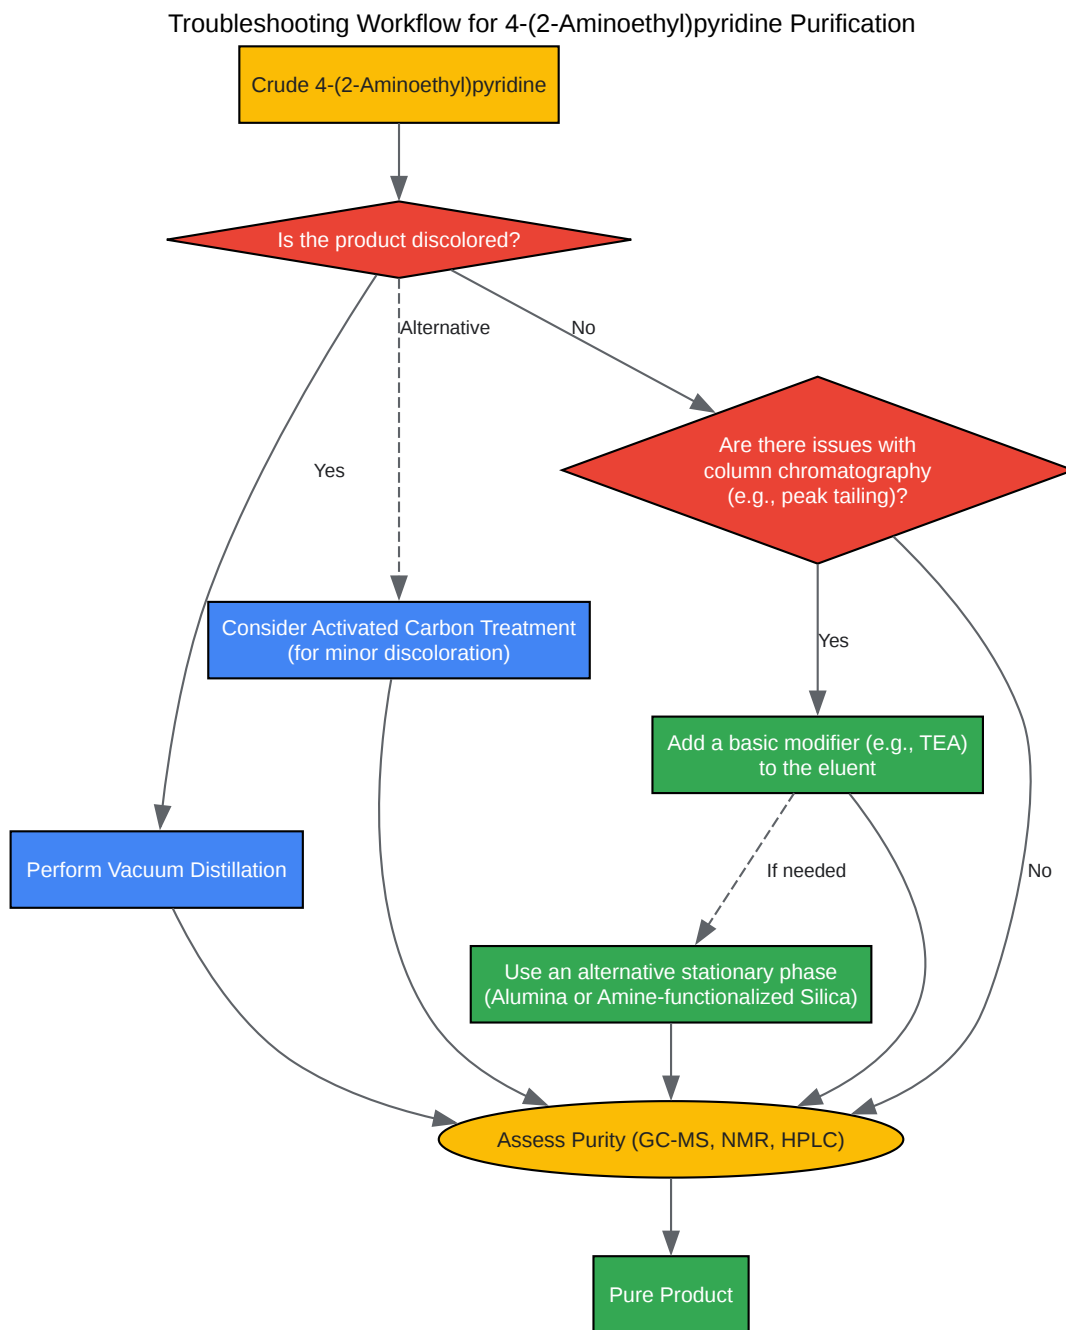 Troubleshooting Workflow for 4-(2-Aminoethyl)pyridine Purification
Crude 4-(2-Aminoethyl)pyridine
Is the product discolored?
Alternative
No
Are there issues with
column chromatography
(e.g., peak tailing)?
Yes
Consider Activated Carbon Treatment
(for minor discoloration)
Yes
Add a basic modifier (e.g., TEA)
to the eluent
Perform Vacuum Distillation
If needed
No
Use an alternative stationary phase
(Alumina or Amine-functionalized Silica)
Assess Purity (GC-MS, NMR, HPLC)
Pure Product